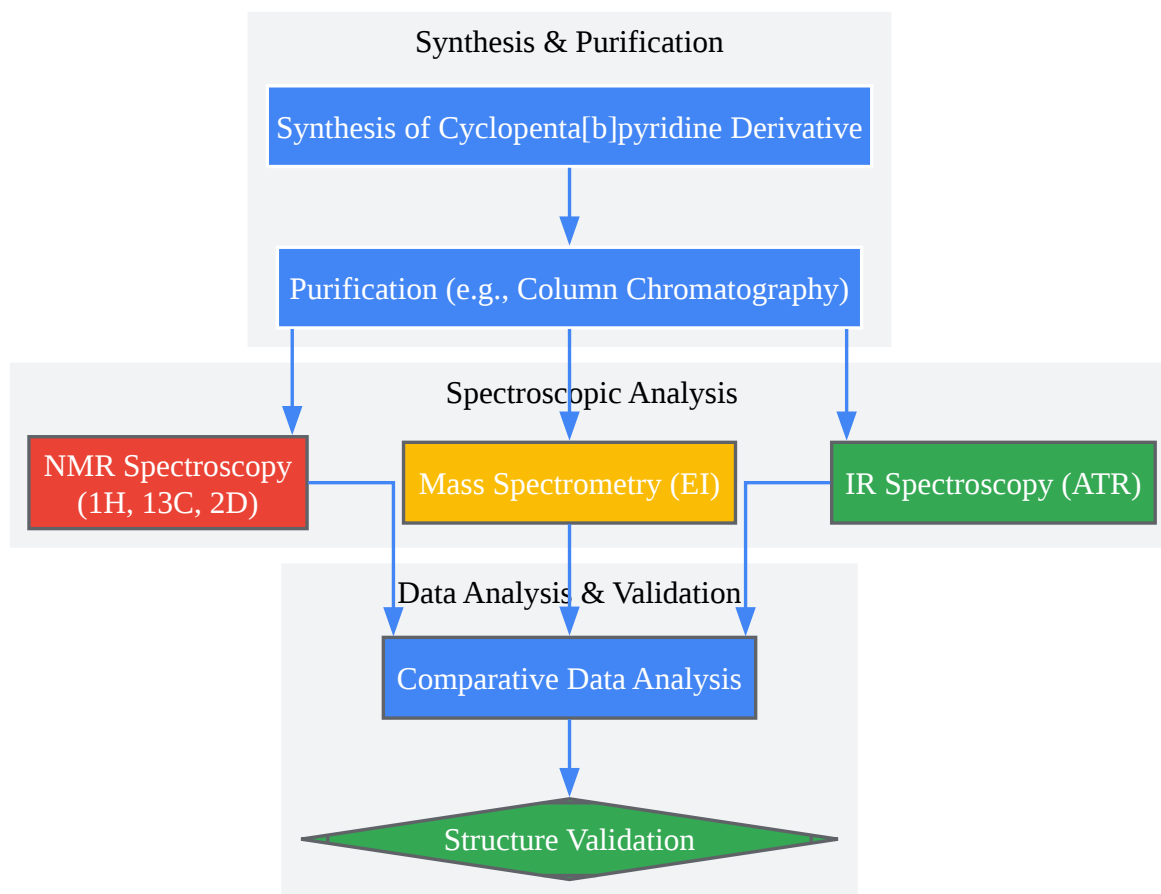 Synthesis & Purification
Synthesis of Cyclopenta[b]pyridine Derivative
Purification (e.g., Column Chromatography)
Spectroscopic Analysis
NMR Spectroscopy
(1H, 13C, 2D)
Mass Spectrometry (EI)
IR Spectroscopy (ATR)
Data Analysis & Validation
Comparative Data Analysis
Structure Validation